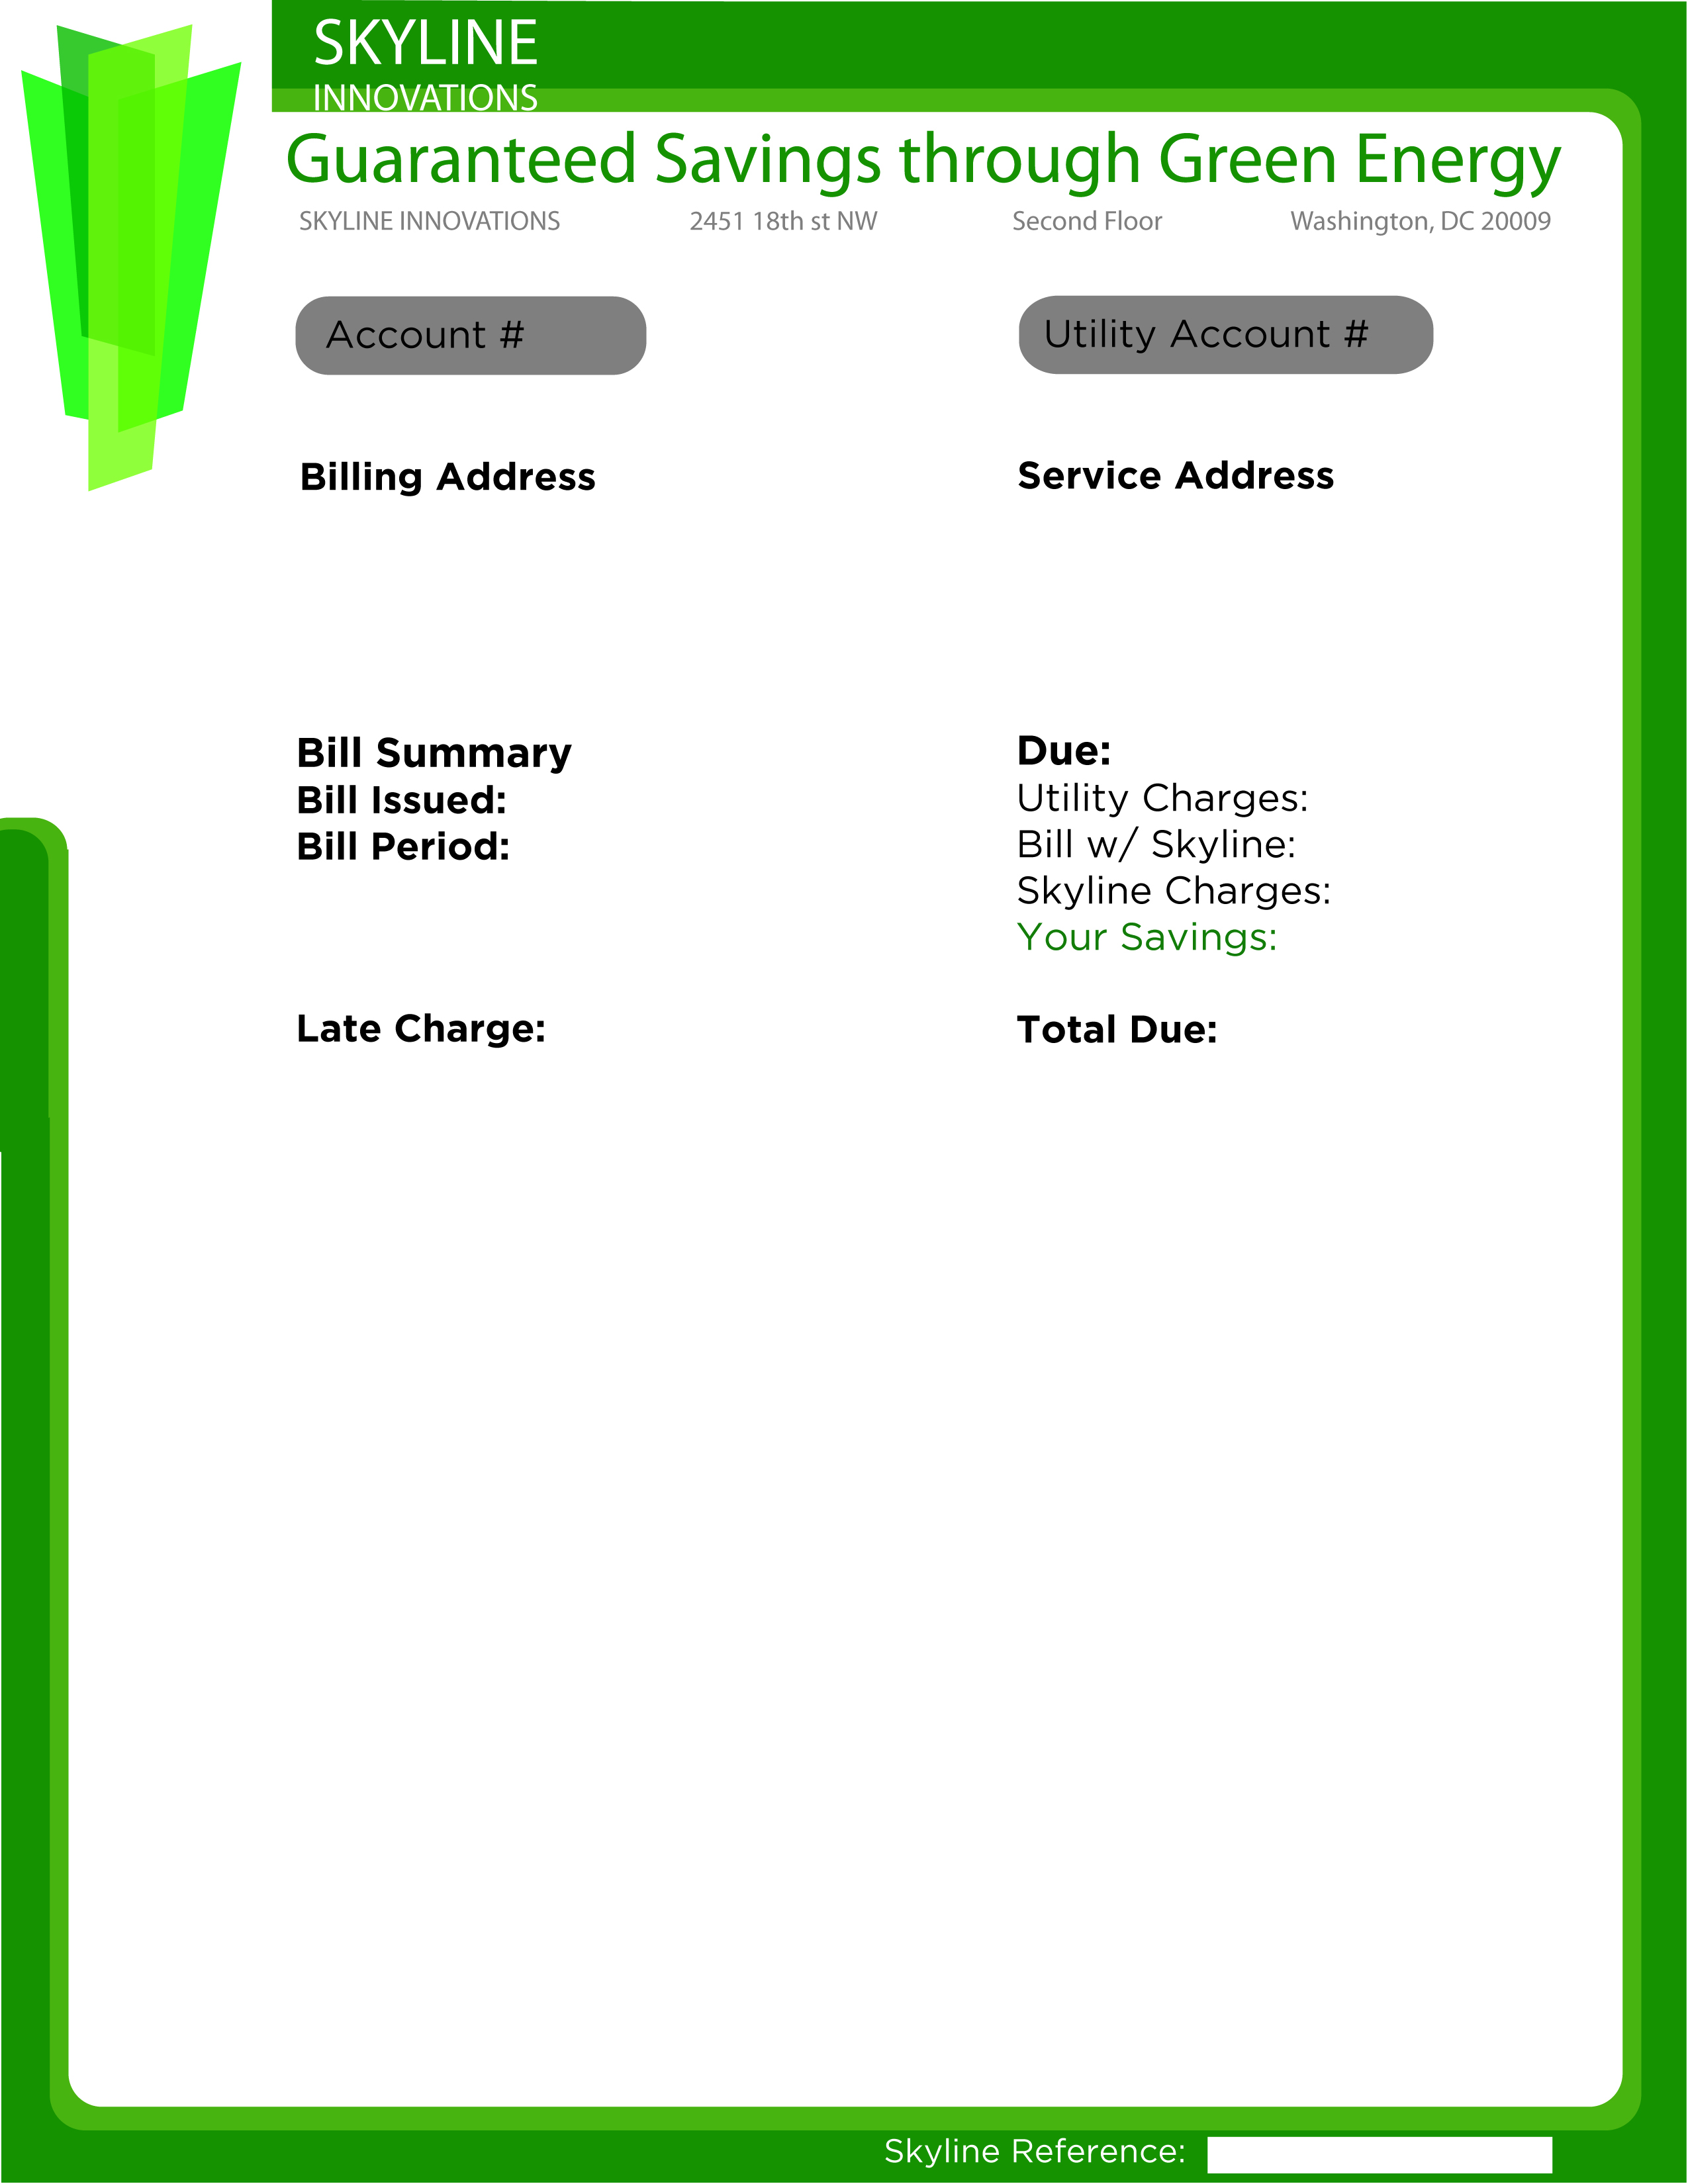 SKYLINE
INNOVATIONS
Guaranteed Savings through Green Energy
SKYLINE INNOVATIONS 2451 18th st NW Second Floor Washington, DC 20009
Account # Utility Account #
Billing Address Service Address
Bill Summary Due:
Bill Issued: Utility Charges:
Bill Period: Bill w/ Skyline:
Skyline Charges:
Your Savings:
Late Charge: Total Due:
Skyline Reference: